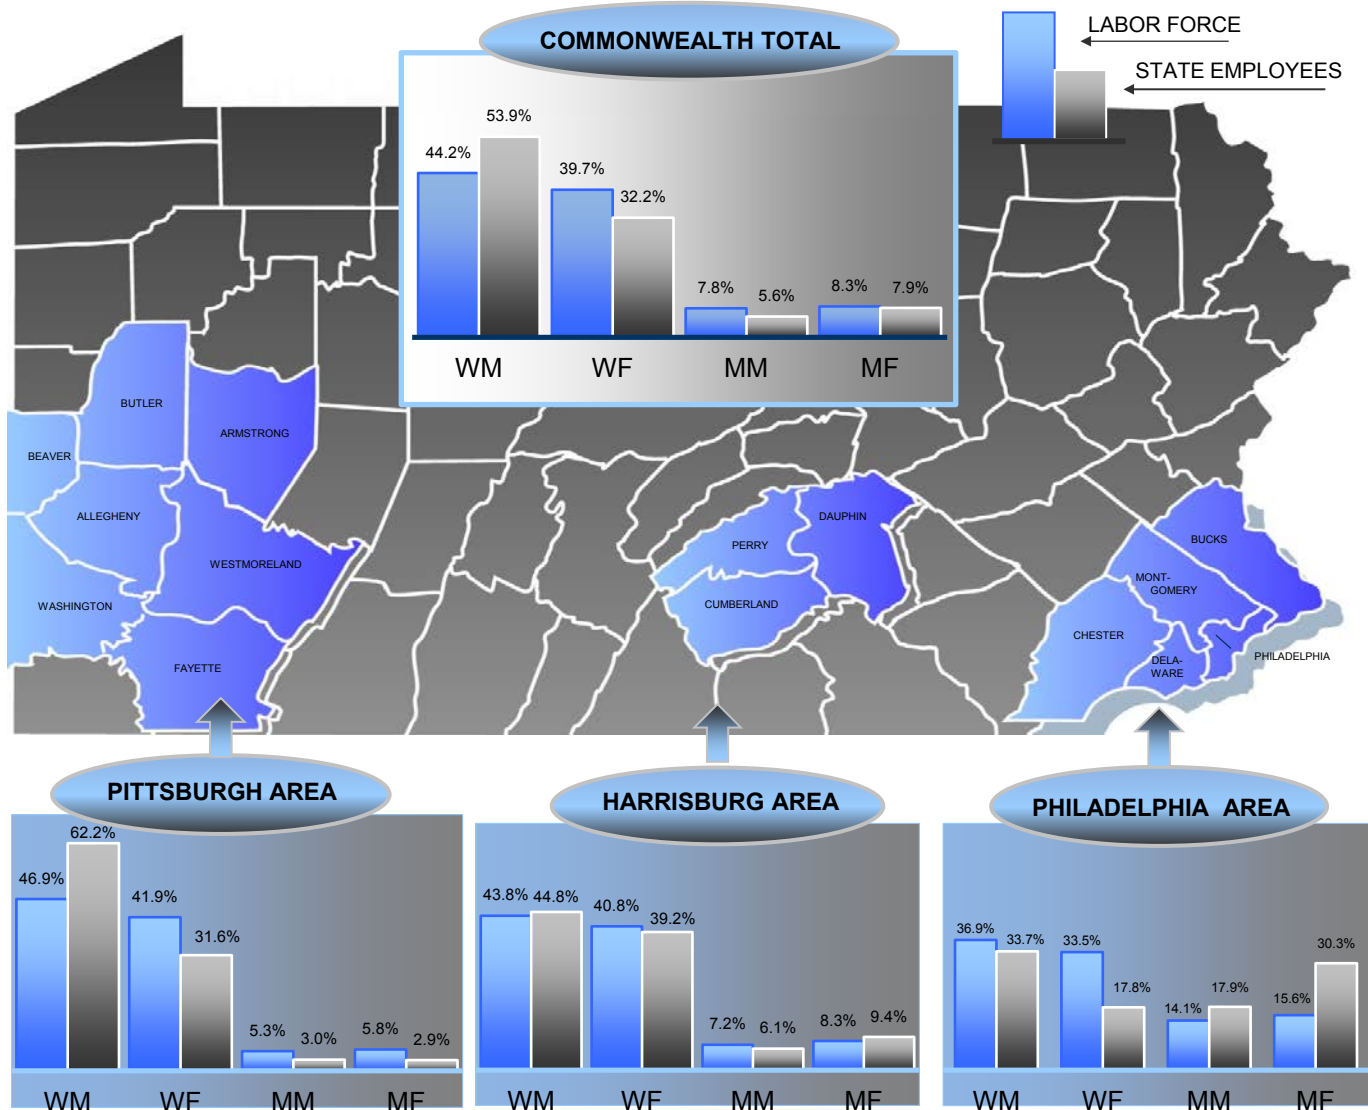 COMMONWEALTH TOTAL
LABOR FORCE
STATE EMPLOYEES
53.9%
44.2%
39.7%
32.2%
7.8%
5.6%
8.3%
7.9%
WM WF MM MF
BUTLER
ARMSTRONG
BEAVER
ALLEGHENY
WESTMORELAND
WASHINGTON
FAYETTE
DAUPHIN
PERRY
CUMBERLAND
BUCKS
MONT-
GOMERY
CHESTER
DELA-
WARE
PHILADELPHIA
PITTSBURGH AREA
62.2%
46.9%
41.9%
31.6%
5.3%
3.0%
5.8%
2.9%
WM WF MM MF
HARRISBURG AREA
43.8% 44.8%
40.8%
39.2%
7.2%
6.1%
8.3%
9.4%
WM WF MM MF
PHILADELPHIA AREA
36.9%
33.7%
33.5%
17.8%
14.1%
17.9%
15.6%
30.3%
WM WF MM MF